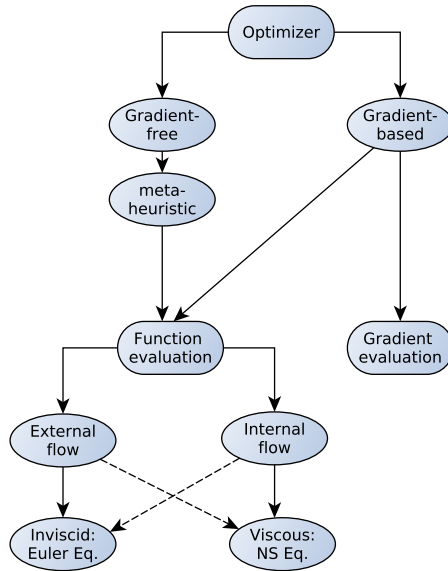 Optimizer
Gradient-
free
Gradient-
based
meta-
heuristic
Function
evaluation
Gradient
evaluation
External
flow
Internal
flow
Inviscid:
Euler Eq.
Viscous:
NS Eq.